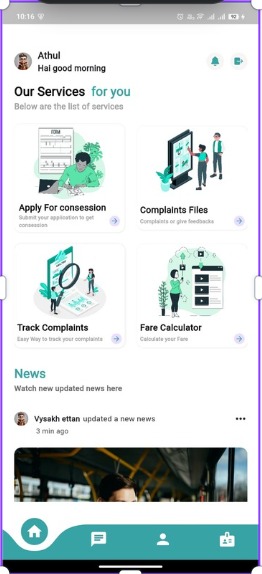 10:16
92
Athul
Hai good morning
Our Services for you
Below are the list of services
FORM
Apply For consession
Submit your application to get
consession
Complaints Files
Complaints or give feedbacks
Track Complaints
Easy Way to track your complaints
Fare Calculator
Calculate your Fare
News
Watch new updated news here
Vysakh ettan updated a new news
3 min ago